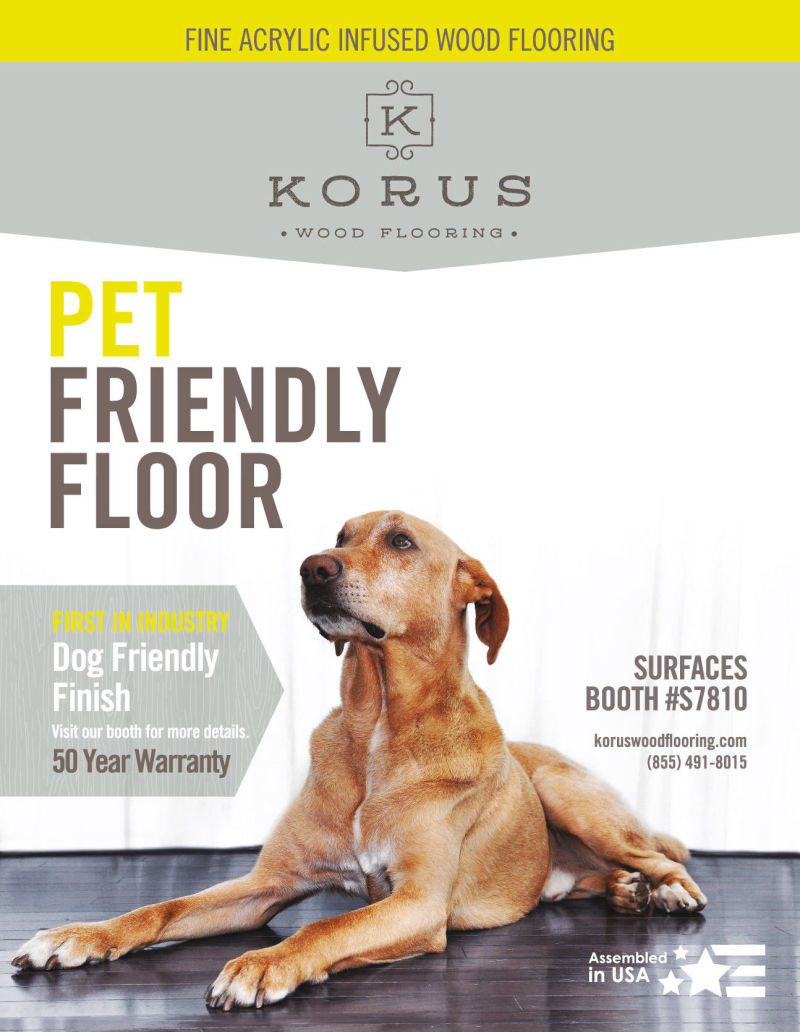 FINE ACRYLIC INFUSED WOOD FLOORING
K
KORUS
• WOOD FLOORING •
PET
FRIENDLY
FLOOR
FIRST IN INDUSTRY
Dog Friendly
Finish
Visit our booth for more details.
50 Year Warranty
SURFACES
BOOTH #S7810
koruswoodflooring.com
(855) 491-8015
Assembled
in USA